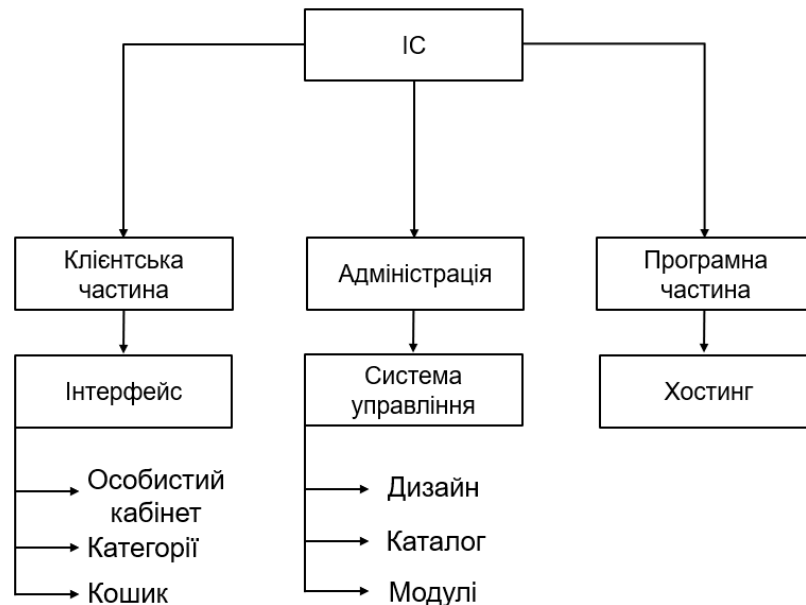 ІС
Клієнтська
частина
Адміністрація
Програмна
частина
Інтерфейс
Система
управління
Хостинг
Особистий
кабінет
Категорії
Кошик
Дизайн
Каталог
Модулі